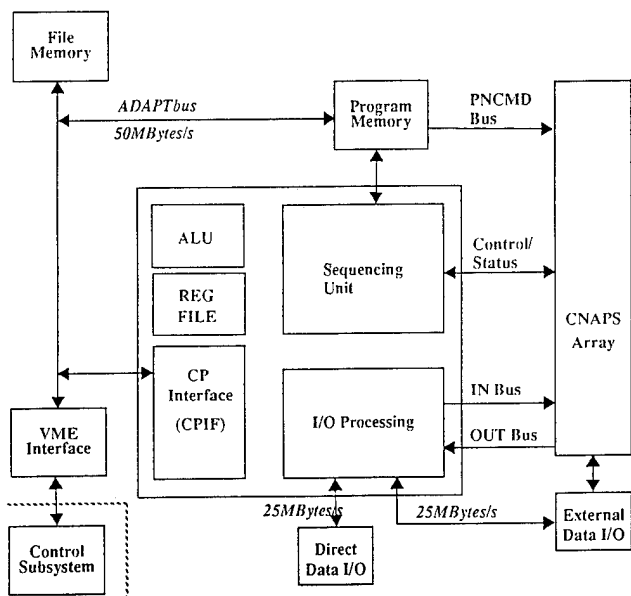 File
Memory
ADAPTbus
50MBytes/s
Program
Memory
PNCMD
Bus
ALU
REG
FILE
CP
Interface
(CPIF)
Sequencing
Unit
Control/
Status
CNAPS
Array
I/O Processing
IN Bus
OUT Bus
VME
Interface
25MBytes/s
25MBytes/s
Control
Subsystem
Direct
Data I/O
External
Data I/O